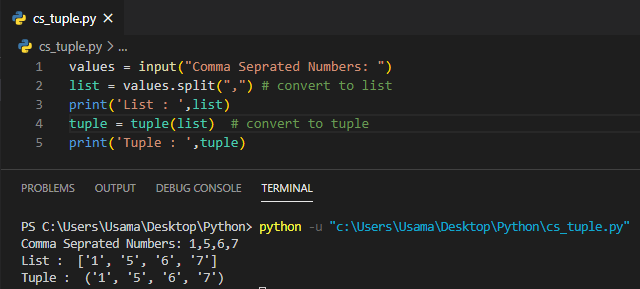 cs_tuple.py ×
cs_tuple.py > ...
1 values = input("Comma Seprated Numbers: ")
2 list = values.split(",") # convert to list
3 print('List : ',list)
4 tuple = tuple(list)  # convert to tuple
5 print('Tuple : ',tuple)
PROBLEMS OUTPUT DEBUG CONSOLE TERMINAL
PS C:\Users\Usama\Desktop\Python> python -u "c:\Users\Usama\Desktop\Python\cs_tuple.py"
Comma Seprated Numbers: 1,5,6,7
List :  ['1', '5', '6', '7']
Tuple :  ('1', '5', '6', '7')